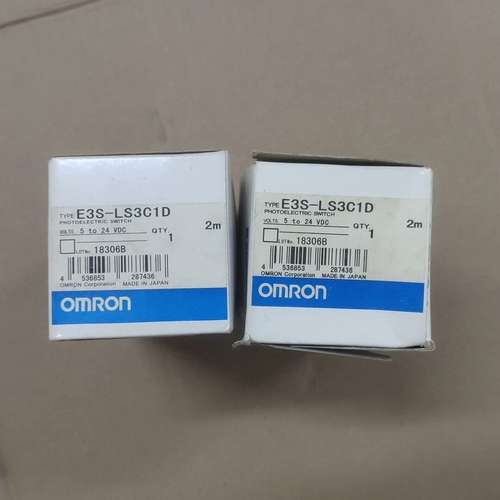 TYPE E3S-LS3C1D
PHOTOELECTRIC SWITCH
2m
VOLTS 5 to 24 VDC QTY.
1
LOT No. 18306B
4 536853 287436
OMRON Corporation MADE IN JAPAN
OMRON
TYPE E3S-LS3C1D
PHOTOELECTRIC SWITCH
2m
VOLTS 5 to 24 VDC QTY.
1
LOT No. 18306B
4 536853 287436
OMRON Corporation MADE IN JAPAN
OMRON